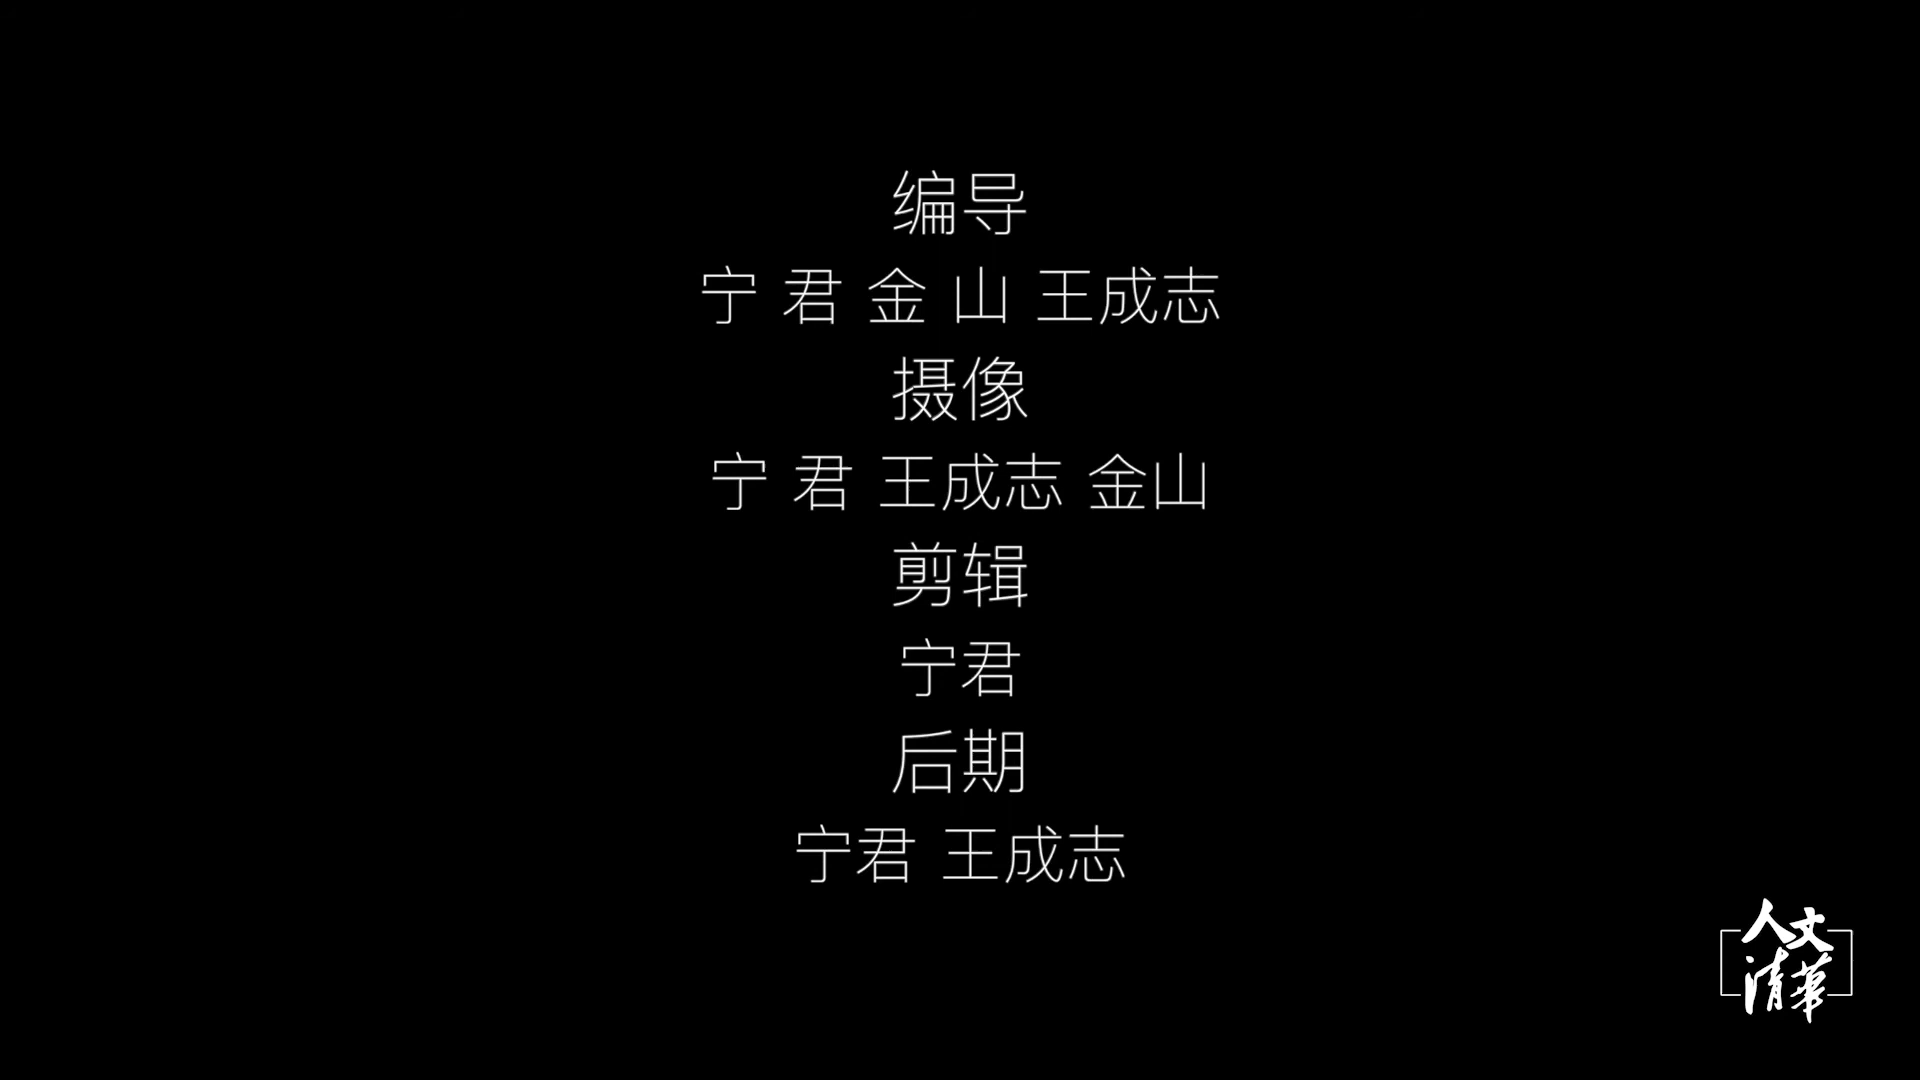 编导
宁 君 金 山 王成志
摄像
宁 君 王成志 金山
剪辑
宁君
后期
宁君 王成志
人文
清華